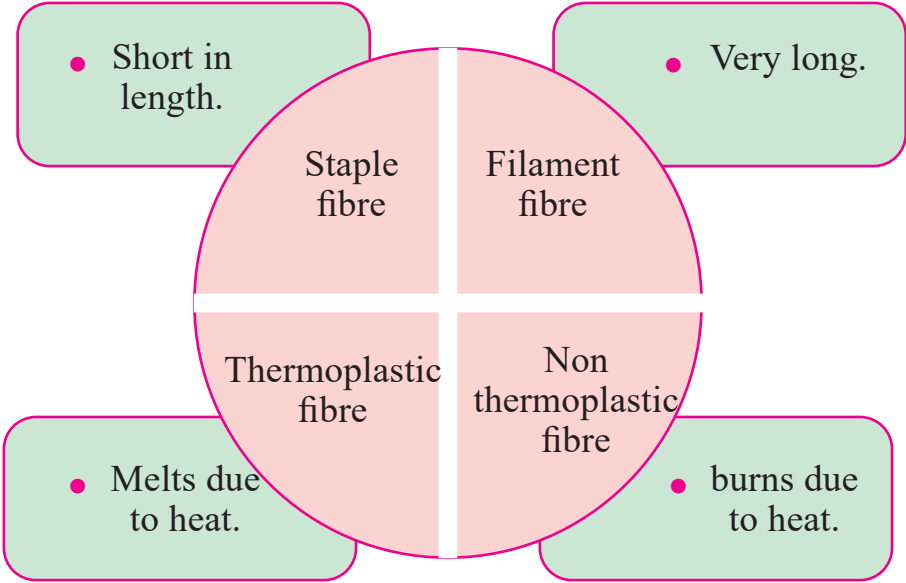 Short in
length.
Staple
fibre
Very long.
Filament
fibre
Thermoplastic
fibre
Melts due
to heat.
Non
thermoplastic
fibre
burns due
to heat.